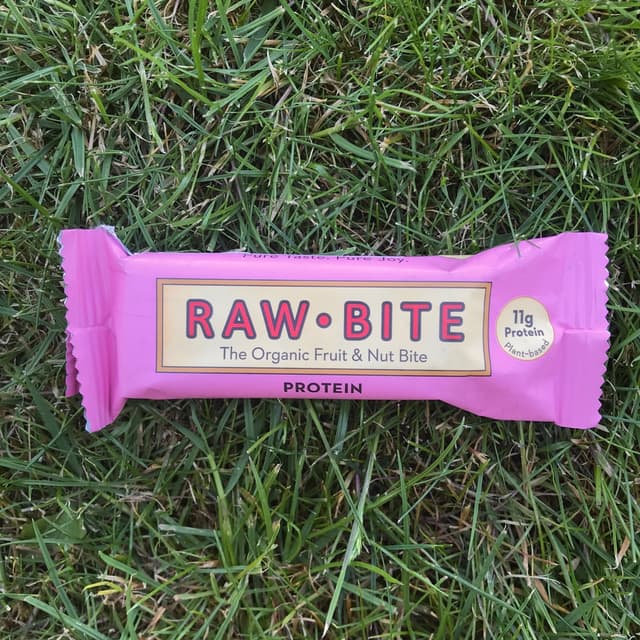 Pure Taste. Pure Joy.
RAW•BITE
The Organic Fruit & Nut Bite
PROTEIN
11g
Protein
Plant-based